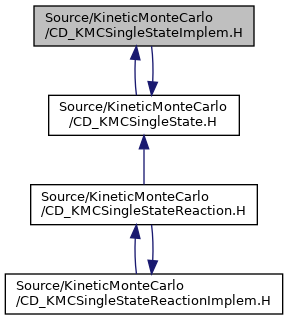 Source/KineticMonteCarlo
/CD_KMCSingleStateImplem.H
Source/KineticMonteCarlo
/CD_KMCSingleState.H
Source/KineticMonteCarlo
/CD_KMCSingleStateReaction.H
Source/KineticMonteCarlo
/CD_KMCSingleStateReactionImplem.H